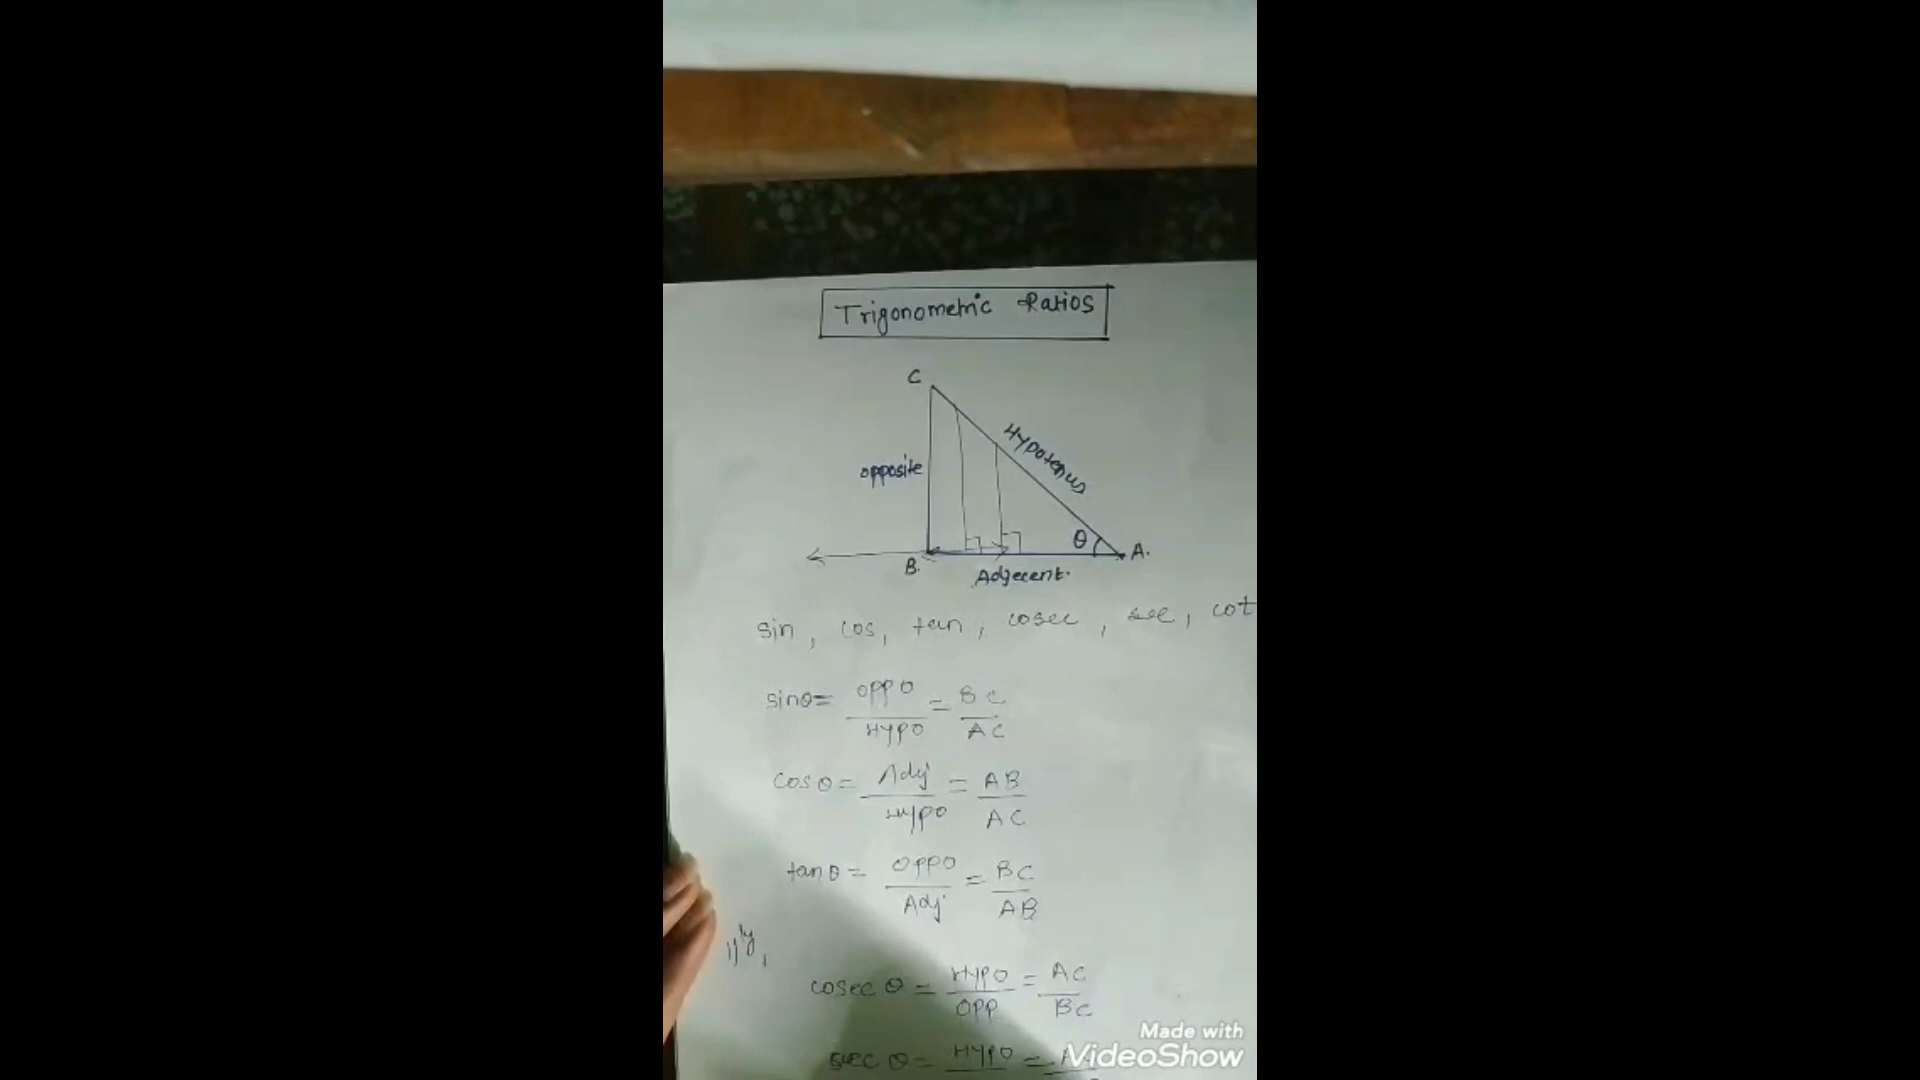 Trigonometric Ratios
C
Hypotenus
opposite
θ
A.
B.
Adjecent.
sin, cos, tan, cosec, sec, cot
sinθ = oppo/Hypo = BC/AC
cosθ = Adj/Hypo = AB/AC
tanθ = oppo/Adj = BC/AB
11ly,
cosec θ = Hypo/opp = AC/BC
sec θ = Hypo
Made with
VideoShow